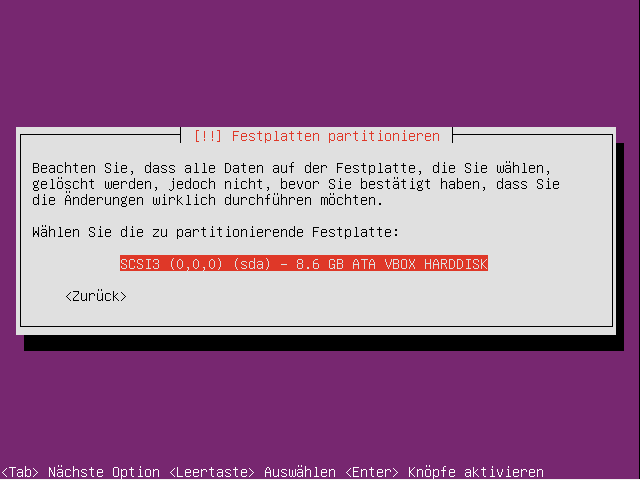 [!!] Festplatten partitionieren
Beachten Sie, dass alle Daten auf der Festplatte, die Sie wählen,
gelöscht werden, jedoch nicht, bevor Sie bestätigt haben, dass Sie
die Änderungen wirklich durchführen möchten.
Wählen Sie die zu partitionierende Festplatte:
SCSI3 (0,0,0) (sda) – 8.6 GB ATA VBOX HARDDISK
<Zurück>
<Tab> Nächste Option <Leertaste> Auswählen <Enter> Knöpfe aktivieren